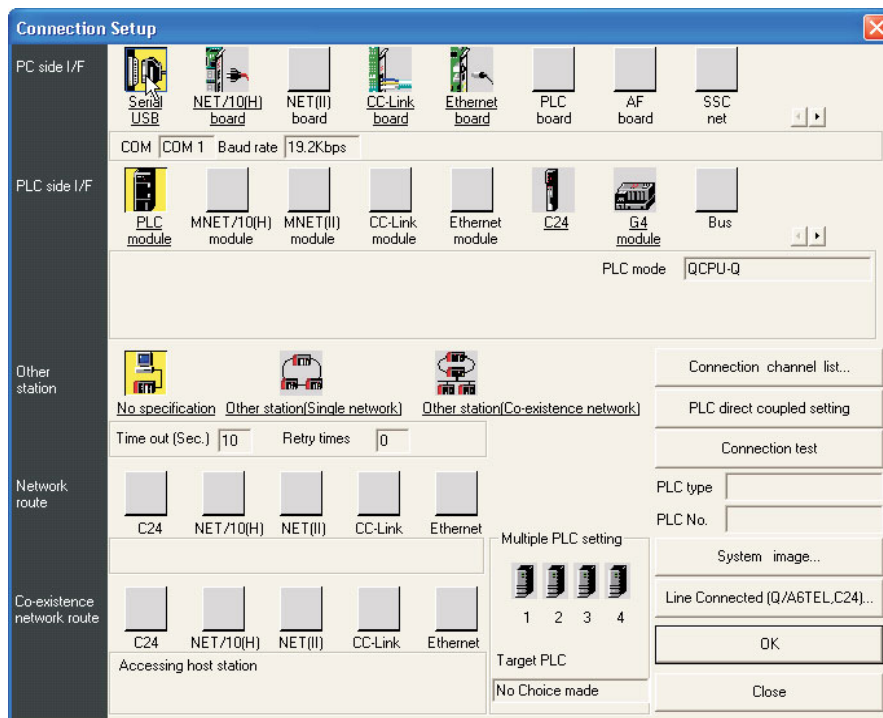 Connection Setup
PC side I/F
Serial USB
NET/10(H) board
NET(II) board
CC-Link board
Ethernet board
PLC board
AF board
SSC net
COM COM 1 Baud rate 19.2Kbps
PLC side I/F
PLC module
MNET/10(H) module
MNET(II) module
CC-Link module
Ethernet module
C24
G4 module
Bus
PLC mode QCPU-Q
Other station
No specification
Other station(Single network)
Other station(Co-existence network)
Time out (Sec.) 10 Retry times 0
Connection channel list...
PLC direct coupled setting
Connection test
PLC type
PLC No.
System image...
Line Connected (Q/A6TEL,C24)...
OK
Close
Network route
C24 NET/10(H) NET(II) CC-Link Ethernet
Multiple PLC setting
1 2 3 4
Target PLC
No Choice made
Co-existence network route
C24 NET/10(H) NET(II) CC-Link Ethernet
Accessing host station